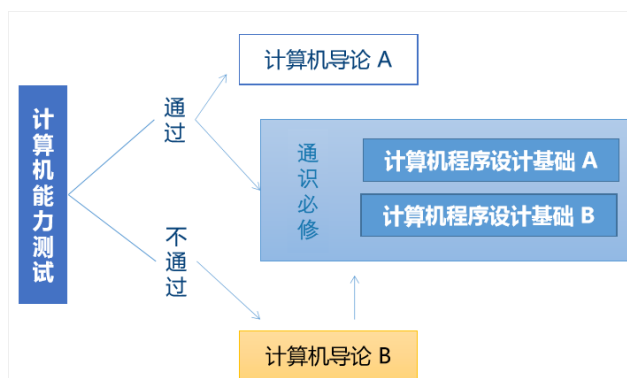 计算机能力测试
通过
不通过
计算机导论 A
通识必修
计算机程序设计基础 A
计算机程序设计基础 B
计算机导论 B